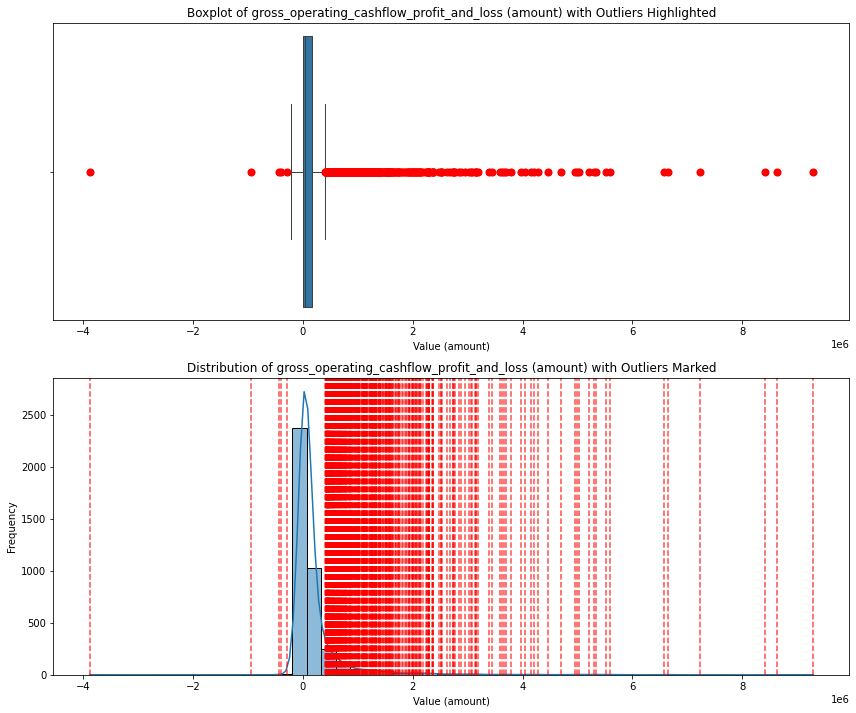 Boxplot of gross_operating_cashflow_profit_and_loss (amount) with Outliers Highlighted
−4 −2 0 2 4 6 8
1e6
Value (amount)
Distribution of gross_operating_cashflow_profit_and_loss (amount) with Outliers Marked
2500
2000
1500
1000
500
0
Frequency
−4 −2 0 2 4 6 8
1e6
Value (amount)